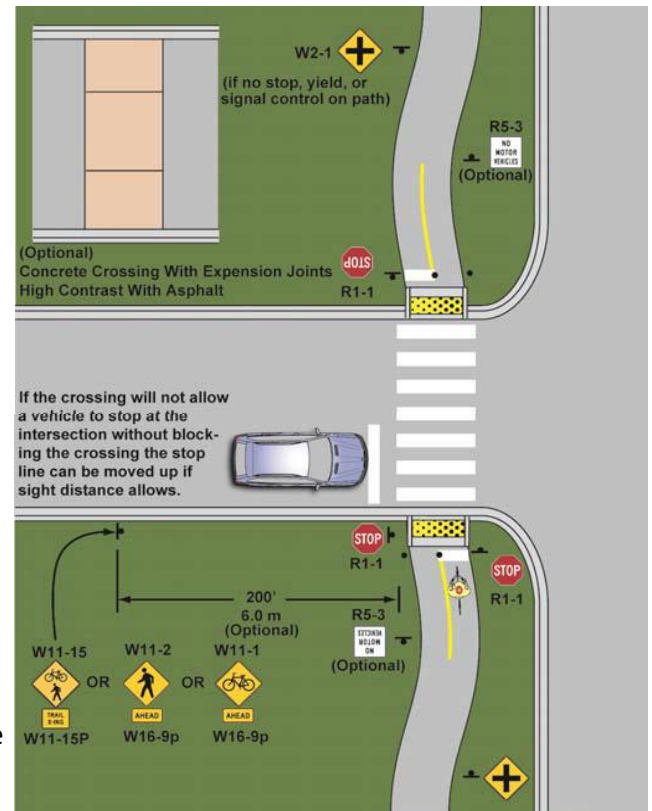 W2-1
(if no stop, yield, or
signal control on path)
R5-3
NO
MOTOR
VEHICLES
(Optional)
(Optional)
Concrete Crossing With Expension Joints
High Contrast With Asphalt
STOP
R1-1
If the crossing will not allow
a vehicle to stop at the
intersection without block-
ing the crossing the stop
line can be moved up if
sight distance allows.
STOP
R1-1
STOP
R1-1
200'
6.0 m
(Optional)
R5-3
NO
MOTOR
VEHICLES
(Optional)
W11-15
OR
W11-2
OR
W11-1
TRAIL
X-ING
AHEAD
AHEAD
W11-15P
W16-9p
W16-9p
e